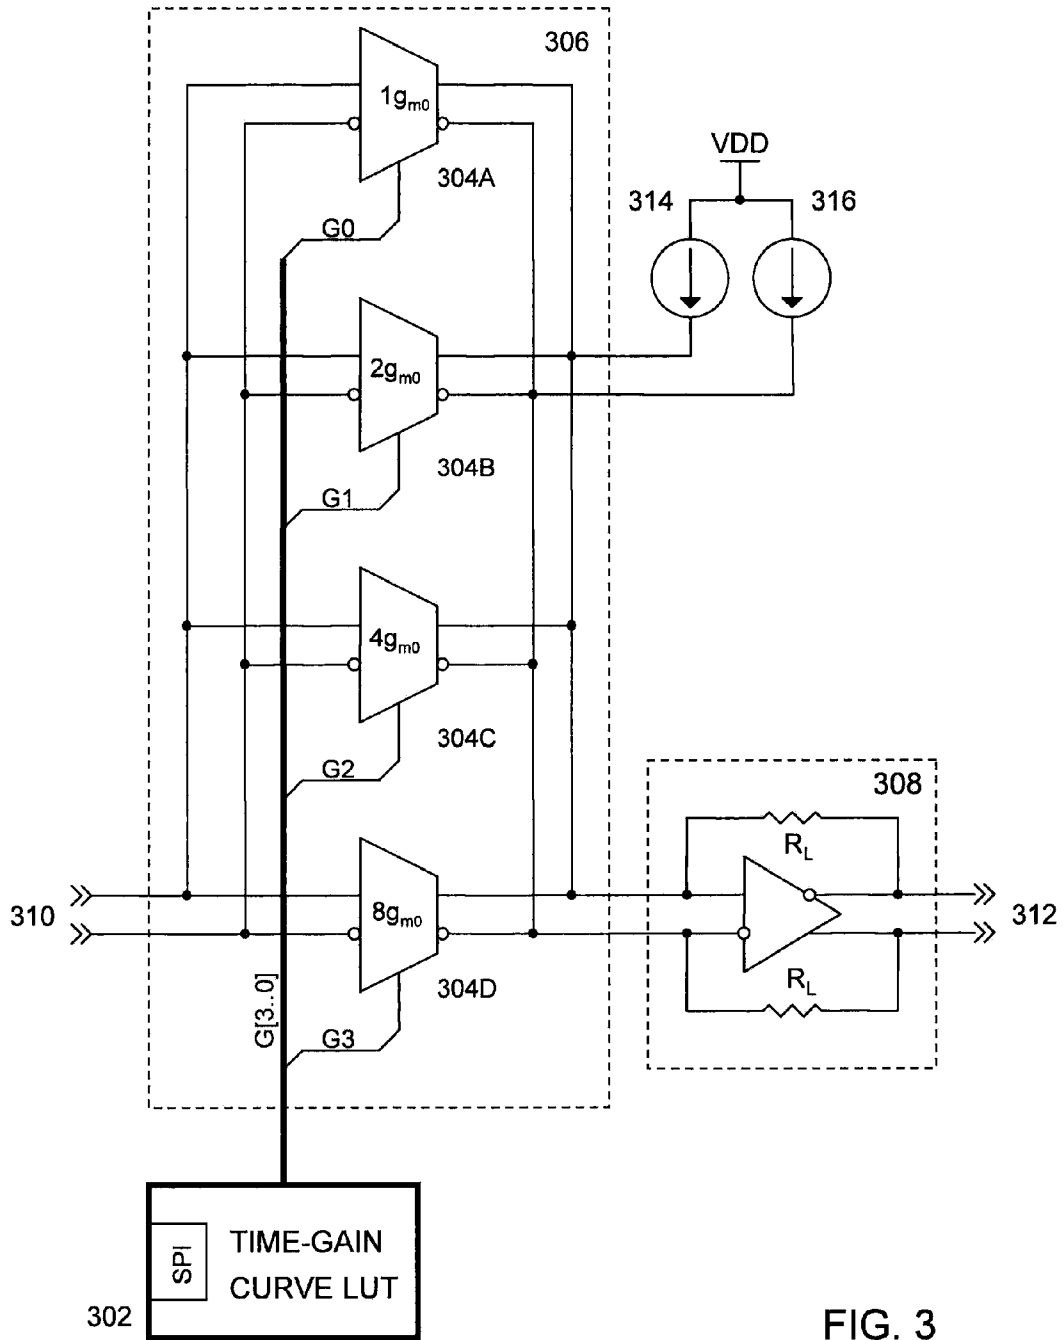 306
1gm0
304A
G0
VDD
314
316
2gm0
304B
G1
4gm0
304C
G2
308
RL
310
8gm0
312
RL
304D
G[3..0]
G3
SPI
TIME-GAIN
CURVE LUT
302
FIG. 3